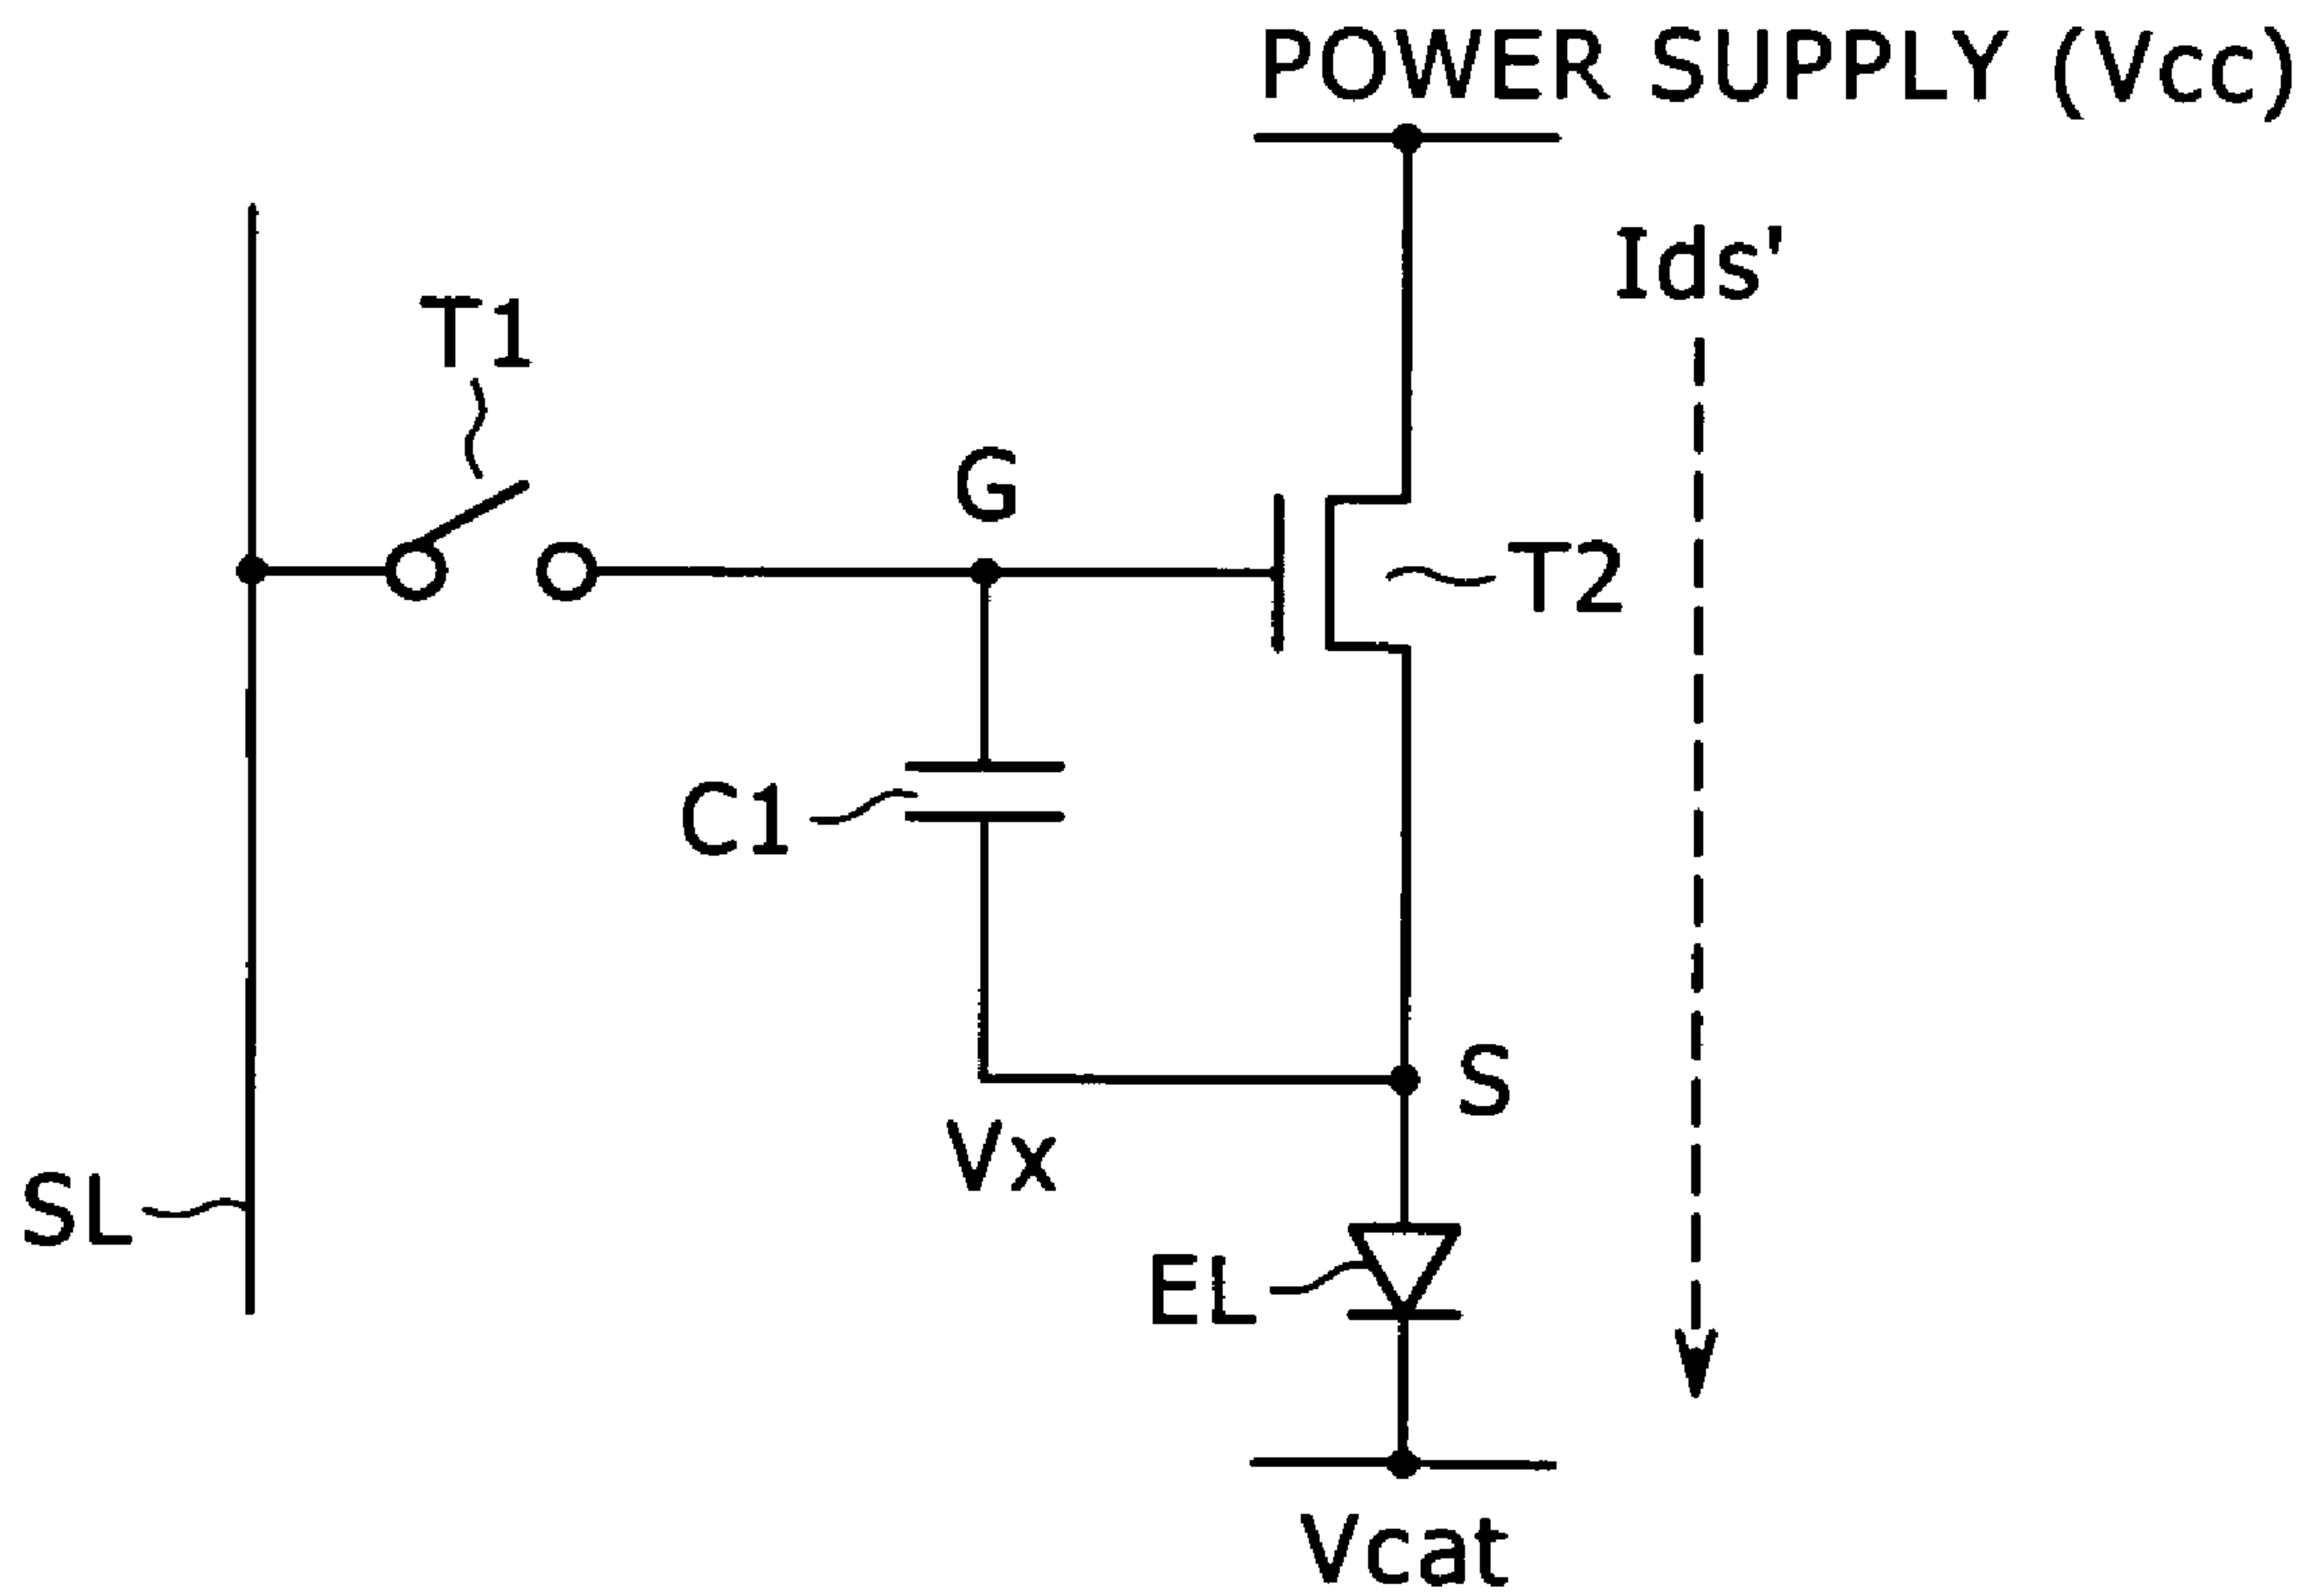 POWER SUPPLY (Vcc)
Ids'
T1
G
T2
C1
S
Vx
SL
EL
Vcat